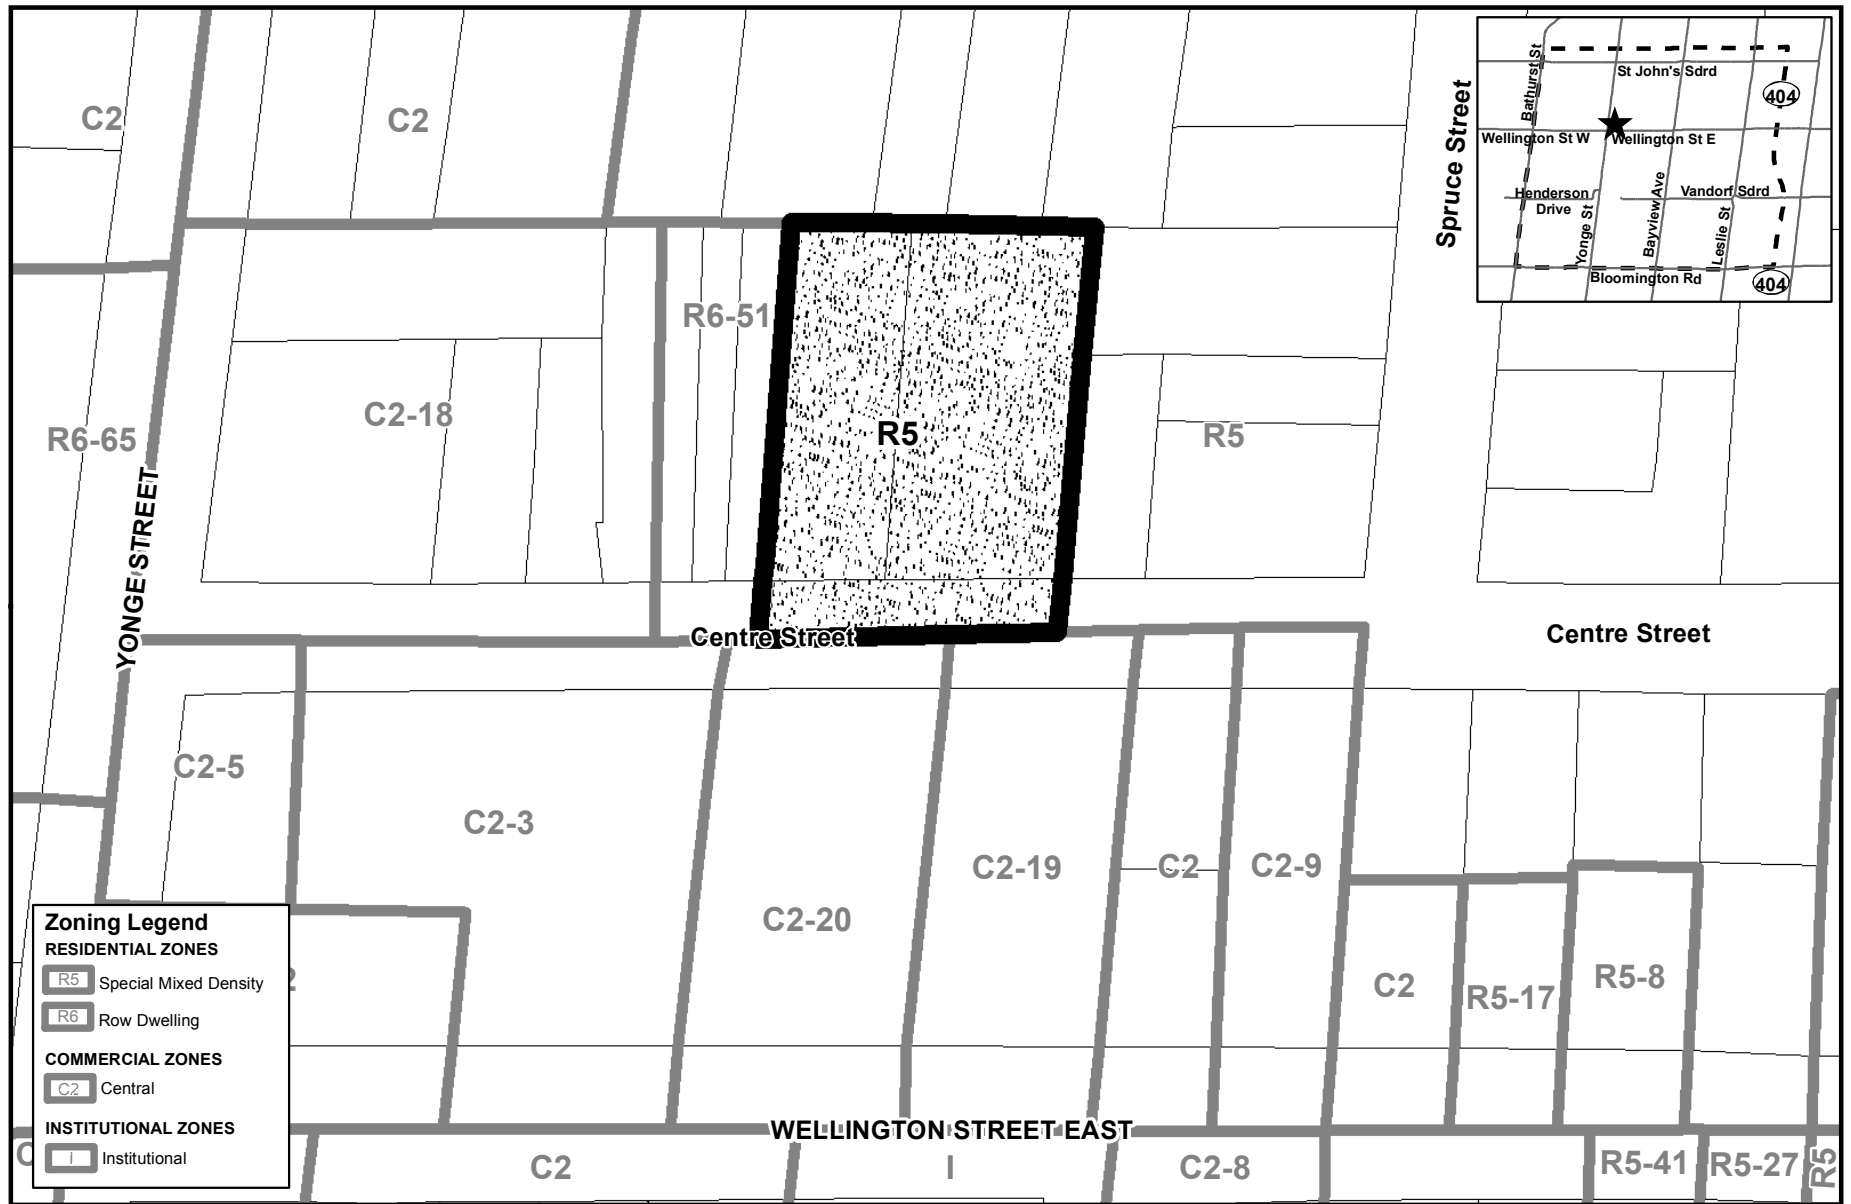 C2
C2
R6-51
R6-65
C2-18
R5
R5
Spruce Street
YONGE STREET
Centre Street
Centre Street
C2-5
C2-3
C2-20
C2-19
C2
C2-9
C2
R5-17
R5-8
WELLINGTON STREET EAST
C2
I
C2-8
R5-41
R5-27
R5
Bathurst St
St John's Sdrd
404
Wellington St W
Wellington St E
Henderson
Drive
Yonge St
Bayview Ave
Vandorf Sdrd
Leslie St
Bloomington Rd
404
Zoning Legend
RESIDENTIAL ZONES
R5 Special Mixed Density
R6 Row Dwelling
COMMERCIAL ZONES
C2 Central
INSTITUTIONAL ZONES
I Institutional